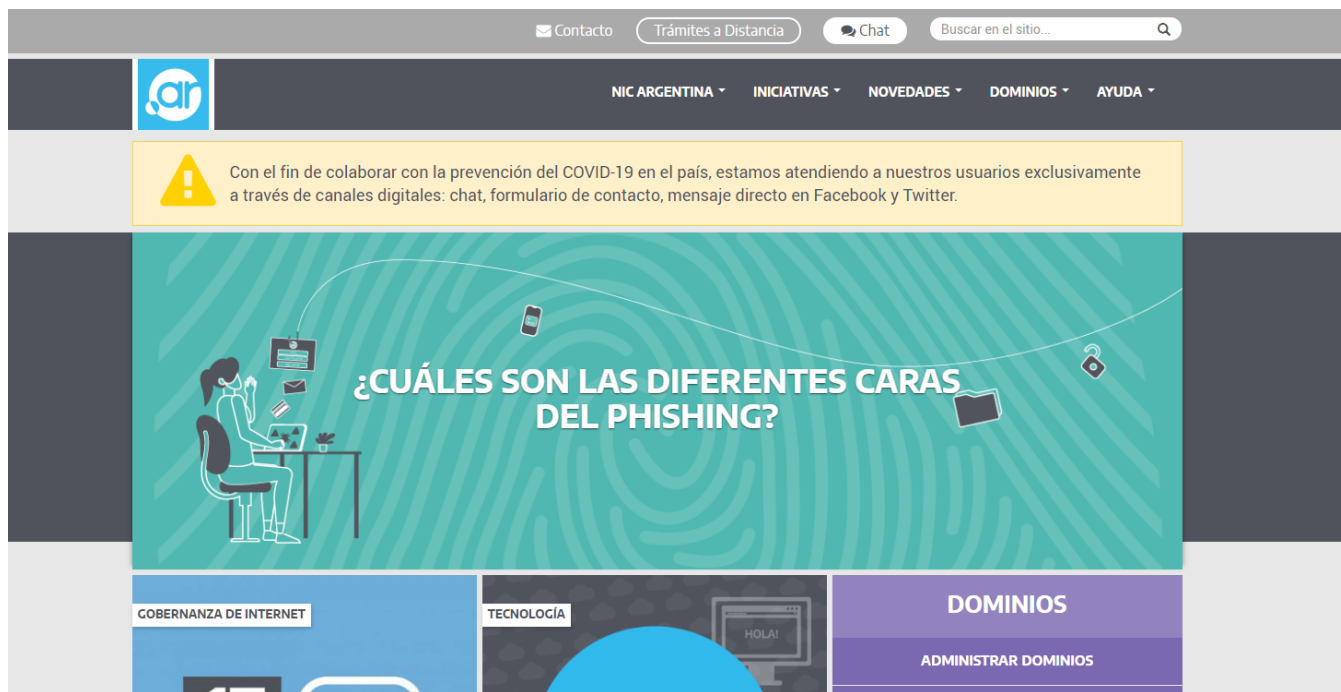 Contacto
Trámites a Distancia
Chat
Buscar en el sitio...
.ar
NIC ARGENTINA
INICIATIVAS
NOVEDADES
DOMINIOS
AYUDA
Con el fin de colaborar con la prevención del COVID-19 en el país, estamos atendiendo a nuestros usuarios exclusivamente
a través de canales digitales: chat, formulario de contacto, mensaje directo en Facebook y Twitter.
¿CUÁLES SON LAS DIFERENTES CARAS
DEL PHISHING?
GOBERNANZA DE INTERNET
TECNOLOGÍA
HOLA!
DOMINIOS
ADMINISTRAR DOMINIOS